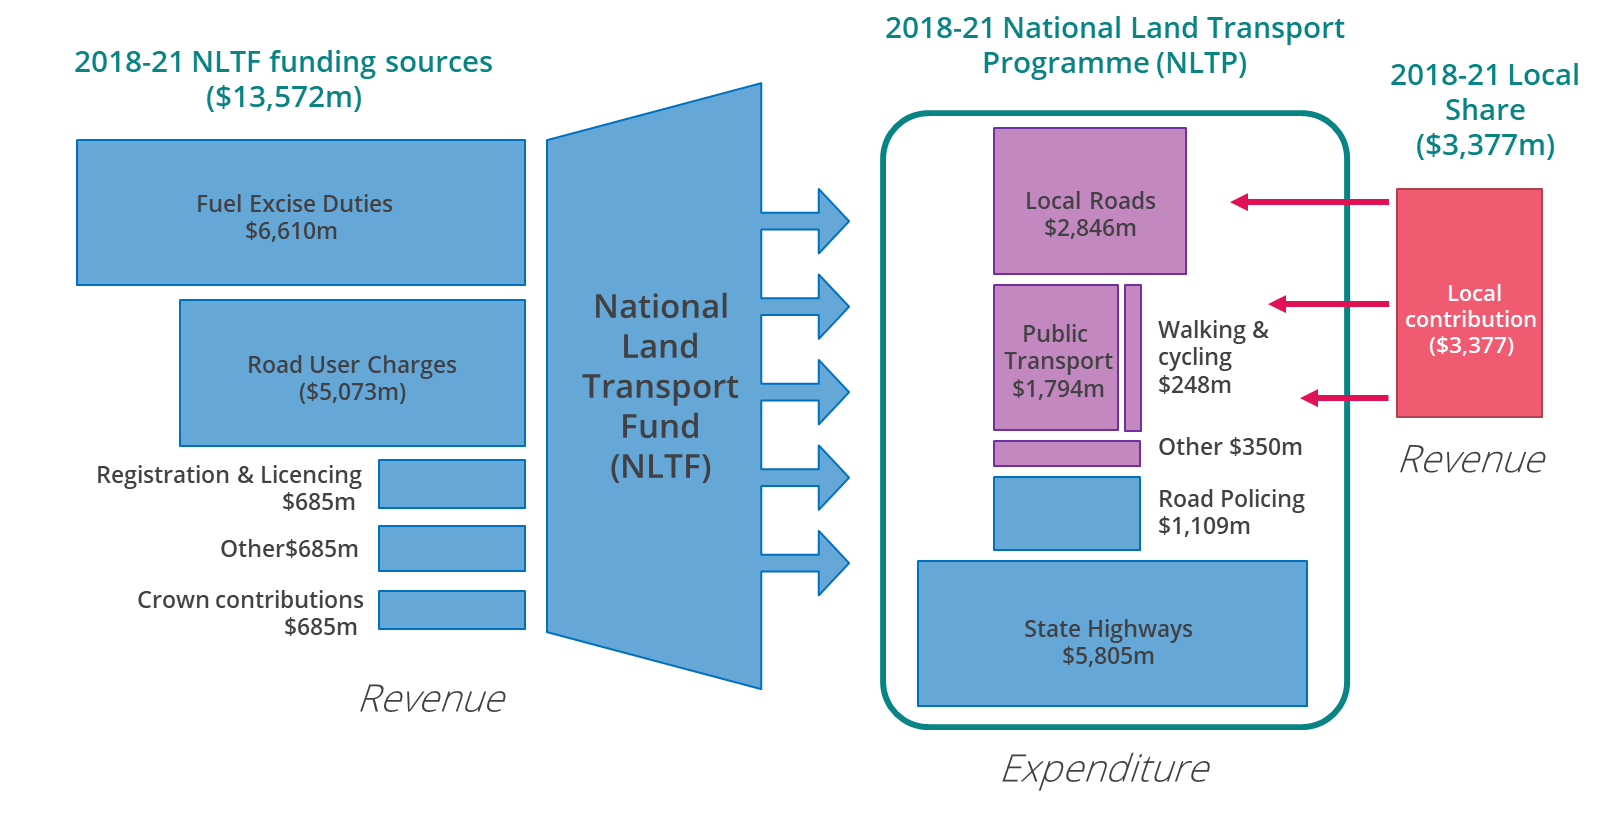 2018-21 NLTF funding sources
($13,572m)
Fuel Excise Duties
$6,610m
Road User Charges
($5,073m)
Registration & Licencing
$685m
Other$685m
Crown contributions
$685m
Revenue
National
Land
Transport
Fund
(NLTF)
2018-21 National Land Transport
Programme (NLTP)
Local Roads
$2,846m
Public
Transport
$1,794m
Walking &
cycling
$248m
Other $350m
Road Policing
$1,109m
State Highways
$5,805m
Expenditure
2018-21 Local
Share
($3,377m)
Local
contribution
($3,377)
Revenue